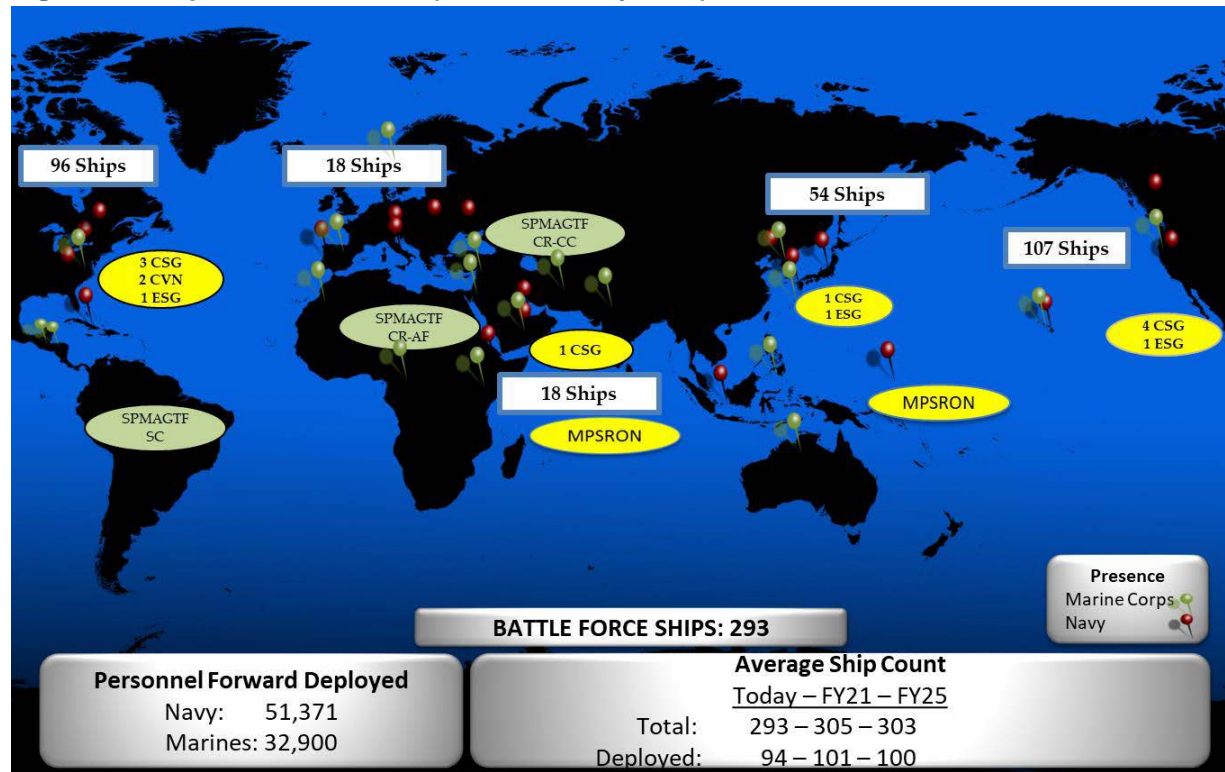 96 Ships
18 Ships
54 Ships
107 Ships
SPMAGTF
CR-CC
3 CSG
2 CVN
1 ESG
1 CSG
1 ESG
SPMAGTF
CR-AF
4 CSG
1 ESG
1 CSG
18 Ships
MPSRON
SPMAGTF
SC
MPSRON
Presence
Marine Corps
Navy
BATTLE FORCE SHIPS: 293
Personnel Forward Deployed
Navy: 51,371
Marines: 32,900
Average Ship Count
Today – FY21 – FY25
Total: 293 – 305 – 303
Deployed: 94 – 101 – 100